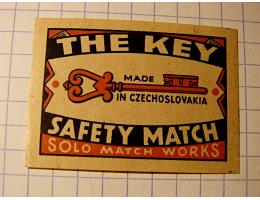 THE KEY
MADE
IN CZECHOSLOVAKIA
SAFETY MATCH
SOLO MATCH WORKS